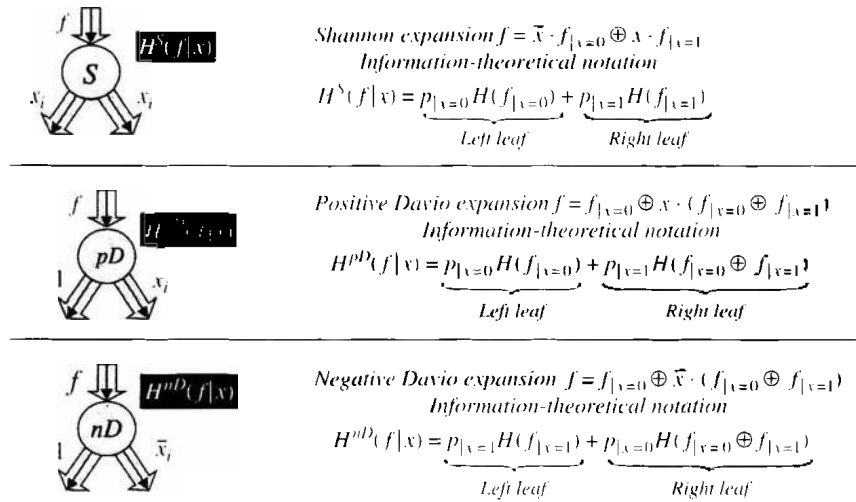 f
H^S(f|x)
S
x_i
x_i
Shannon expansion f = x̄ · f_{|x=0} ⊕ x · f_{|x=1}
Information-theoretical notation
H^S(f|x) = p_{|x=0} H(f_{|x=0}) + p_{|x=1} H(f_{|x=1})
Left leaf
Right leaf
f
pD
1
x_i
Positive Davio expansion f = f_{|x=0} ⊕ x · (f_{|x=0} ⊕ f_{|x=1})
Information-theoretical notation
H^{pD}(f|x) = p_{|x=0} H(f_{|x=0}) + p_{|x=1} H(f_{|x=0} ⊕ f_{|x=1})
Left leaf
Right leaf
f
H^{nD}(f|x)
nD
1
x̄_i
Negative Davio expansion f = f_{|x=0} ⊕ x̄ · (f_{|x=0} ⊕ f_{|x=1})
Information-theoretical notation
H^{nD}(f|x) = p_{|x=1} H(f_{|x=1}) + p_{|x=0} H(f_{|x=0} ⊕ f_{|x=1})
Left leaf
Right leaf